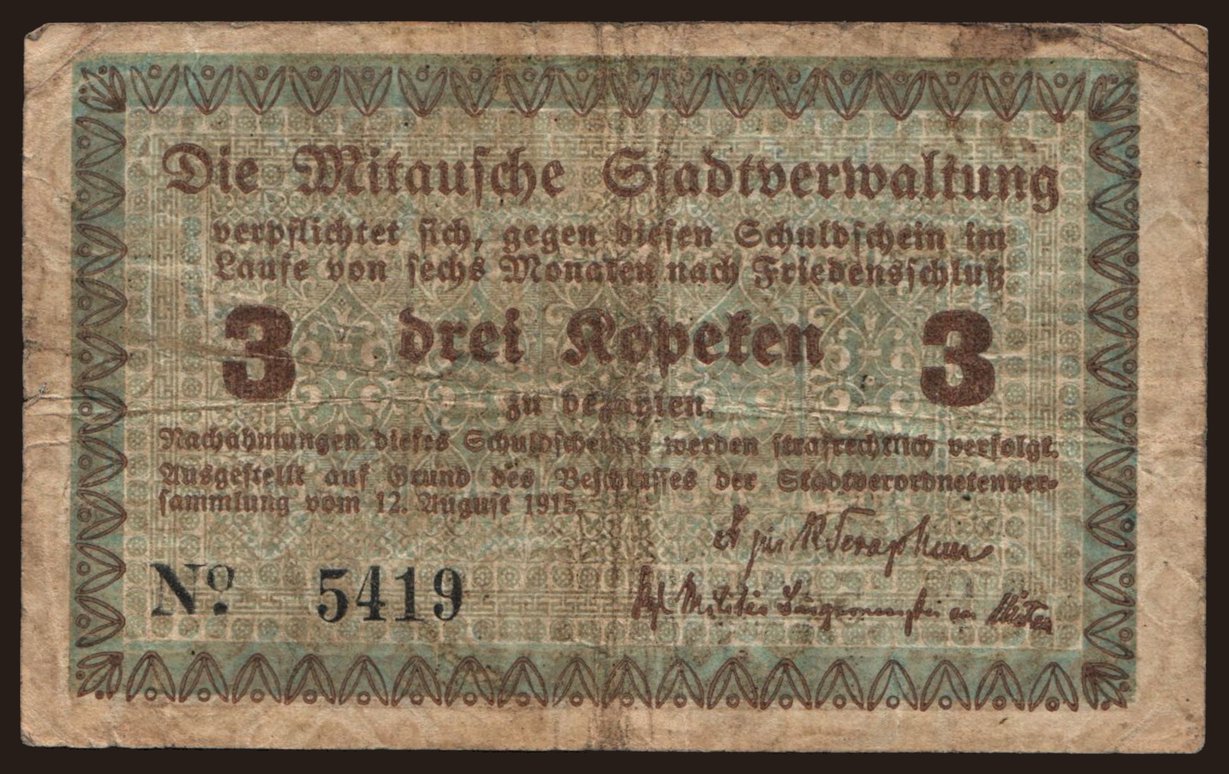 Die Mitausche Stadtverwaltung
verpflichtet sich, gegen diesen Schuldschein im
Laufe von sechs Monaten nach Friedensschluß
3 drei Kopeken 3
zu bezahlen.
Nachahmungen dieses Schuldscheines werden strafrechtlich verfolgt.
Ausgestellt auf Grund des Beschlusses der Stadtverordnetenver-
sammlung vom 12. August 1915.
No. 5419